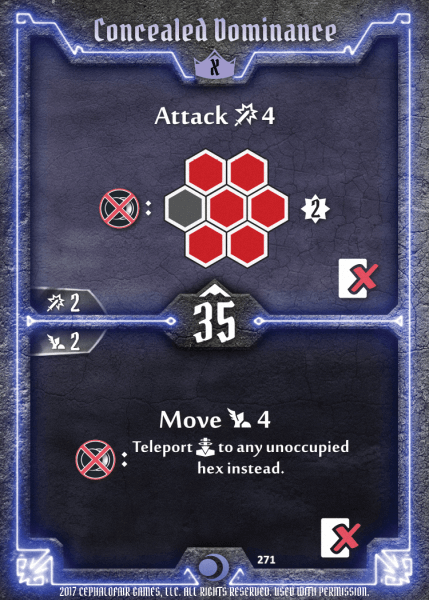 Concealed Dominance
X
Attack 4
:
2
2
35
2
Move 4
: Teleport to any unoccupied
hex instead.
271
2017 CEPHALOFAIR GAMES, LLC. ALL RIGHTS RESERVED. USED WITH PERMISSION.